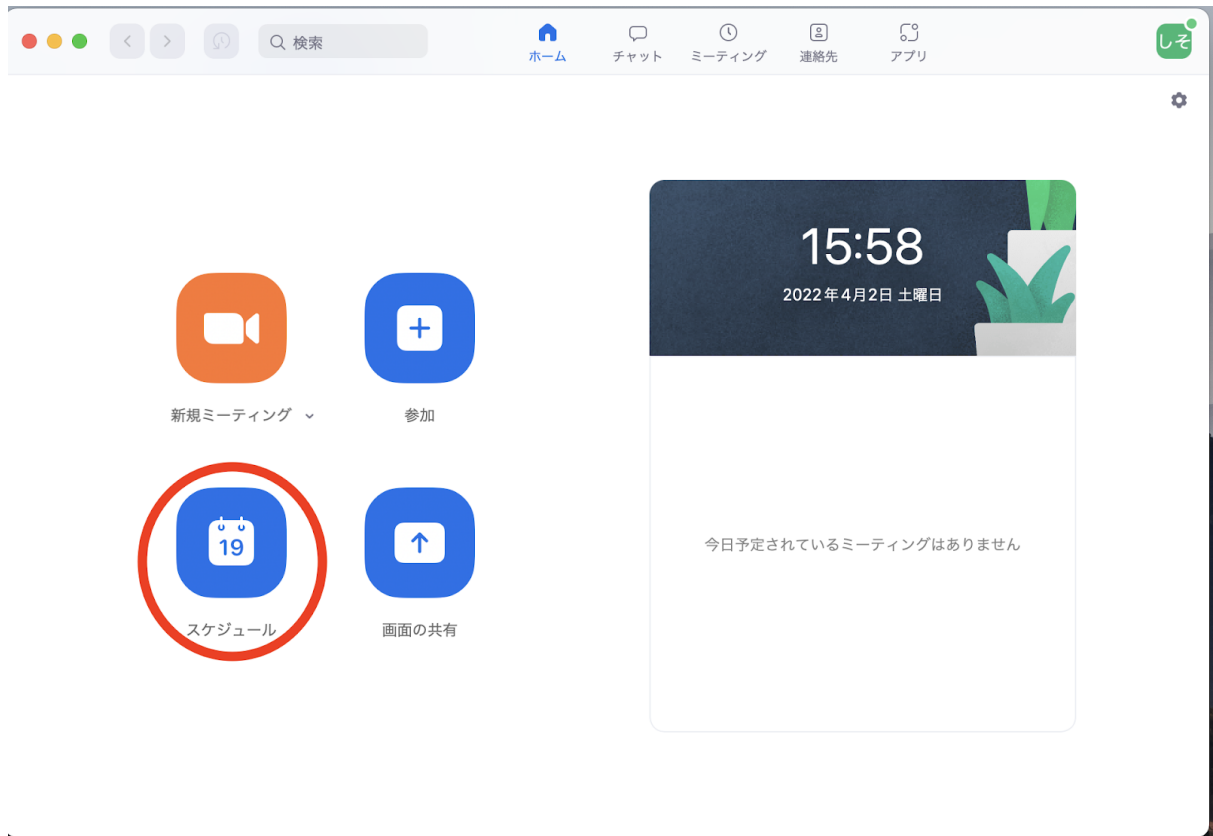 検索
ホーム
チャット
ミーティング
連絡先
アプリ
しそ
15:58
2022年4月2日 土曜日
新規ミーティング
参加
19
スケジュール
画面の共有
今日予定されているミーティングはありません